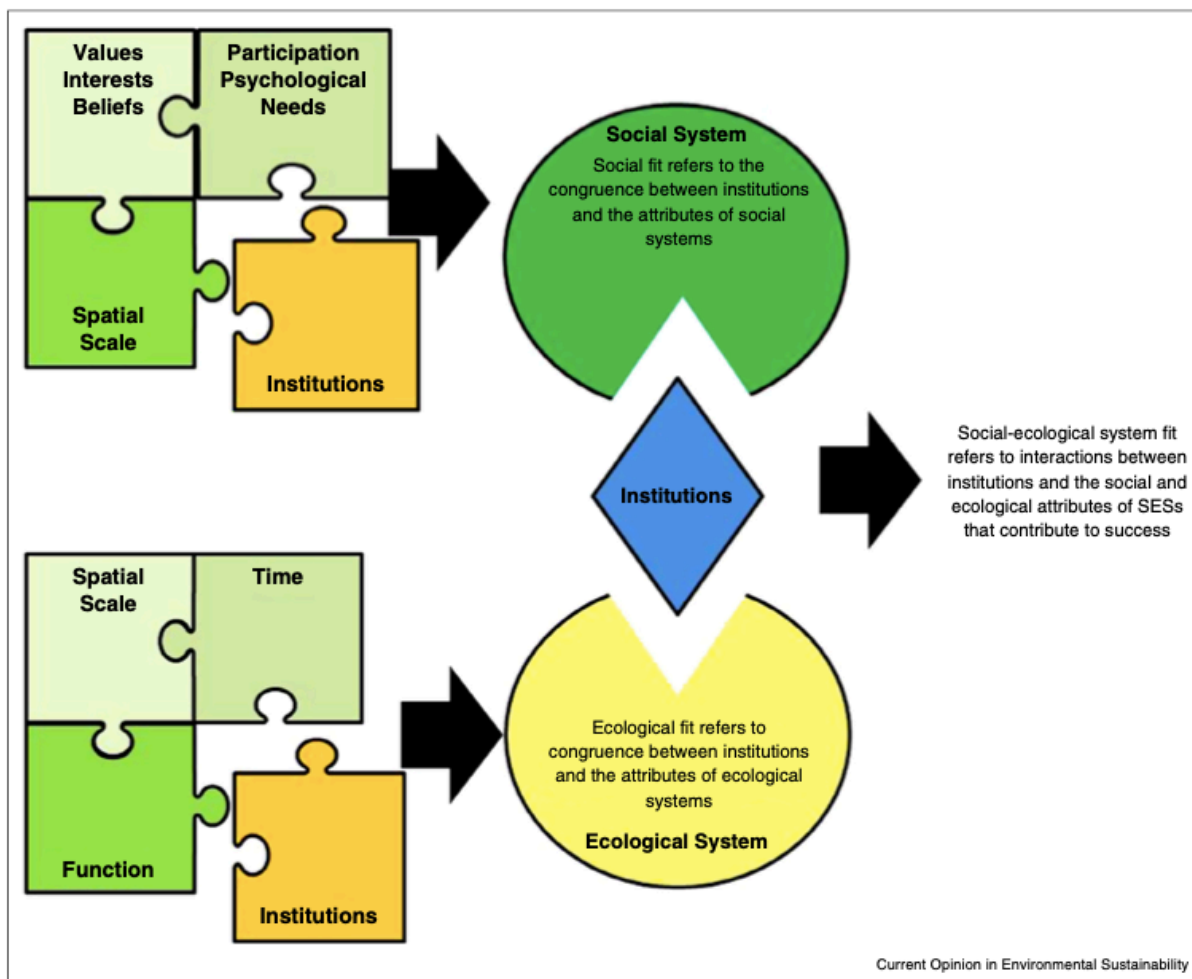 Values
Interests
Beliefs
Participation
Psychological
Needs
Spatial
Scale
Institutions
Social System
Social fit refers to the
congruence between institutions
and the attributes of social
systems
Institutions
Social-ecological system fit
refers to interactions between
institutions and the social and
ecological attributes of SESs
that contribute to success
Spatial
Scale
Time
Function
Institutions
Ecological fit refers to
congruence between institutions
and the attributes of ecological
systems
Ecological System
Current Opinion in Environmental Sustainability